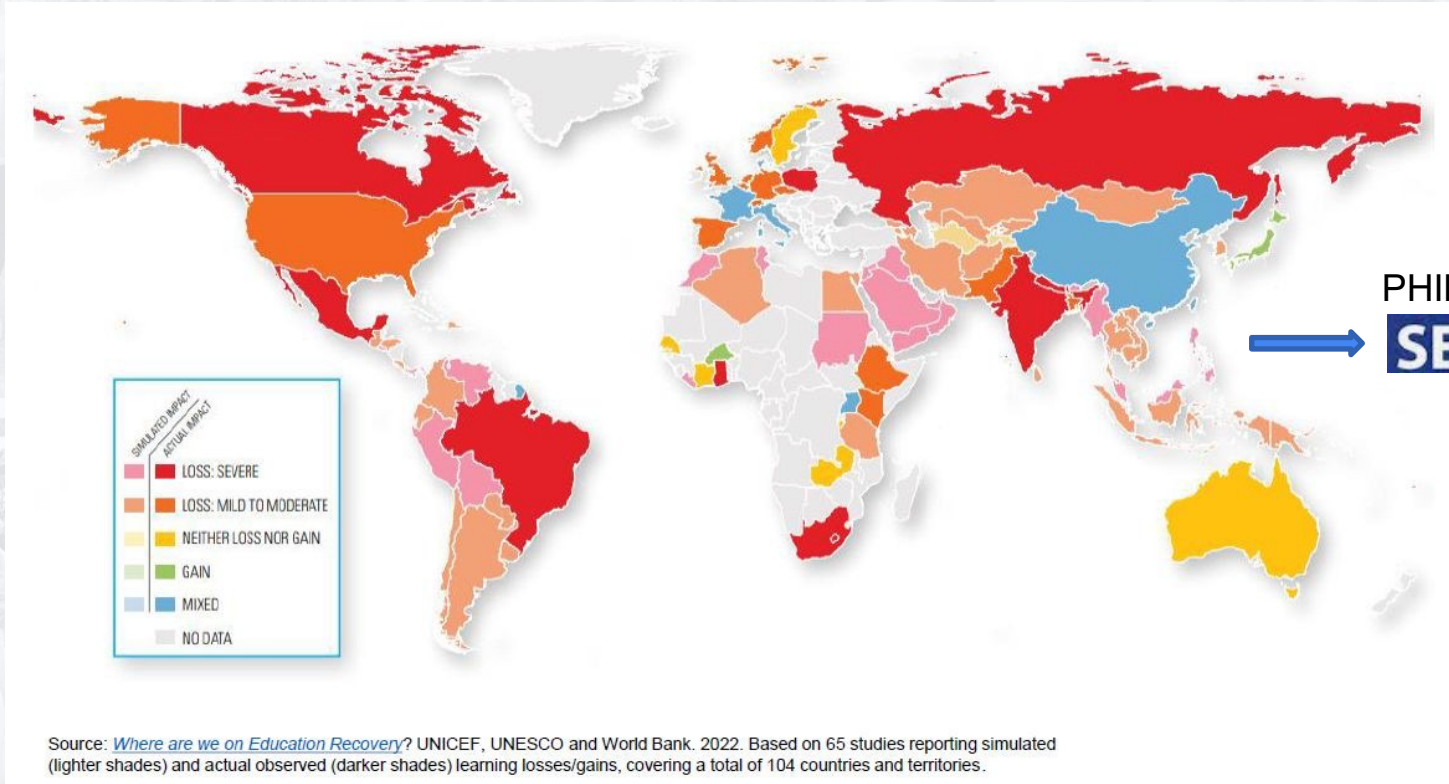 PHI
SE
SIMULATED IMPACT
ACTUAL IMPACT
LOSS: SEVERE
LOSS: MILD TO MODERATE
NEITHER LOSS NOR GAIN
GAIN
MIXED
NO DATA
Source: Where are we on Education Recovery? UNICEF, UNESCO and World Bank. 2022. Based on 65 studies reporting simulated
(lighter shades) and actual observed (darker shades) learning losses/gains, covering a total of 104 countries and territories.